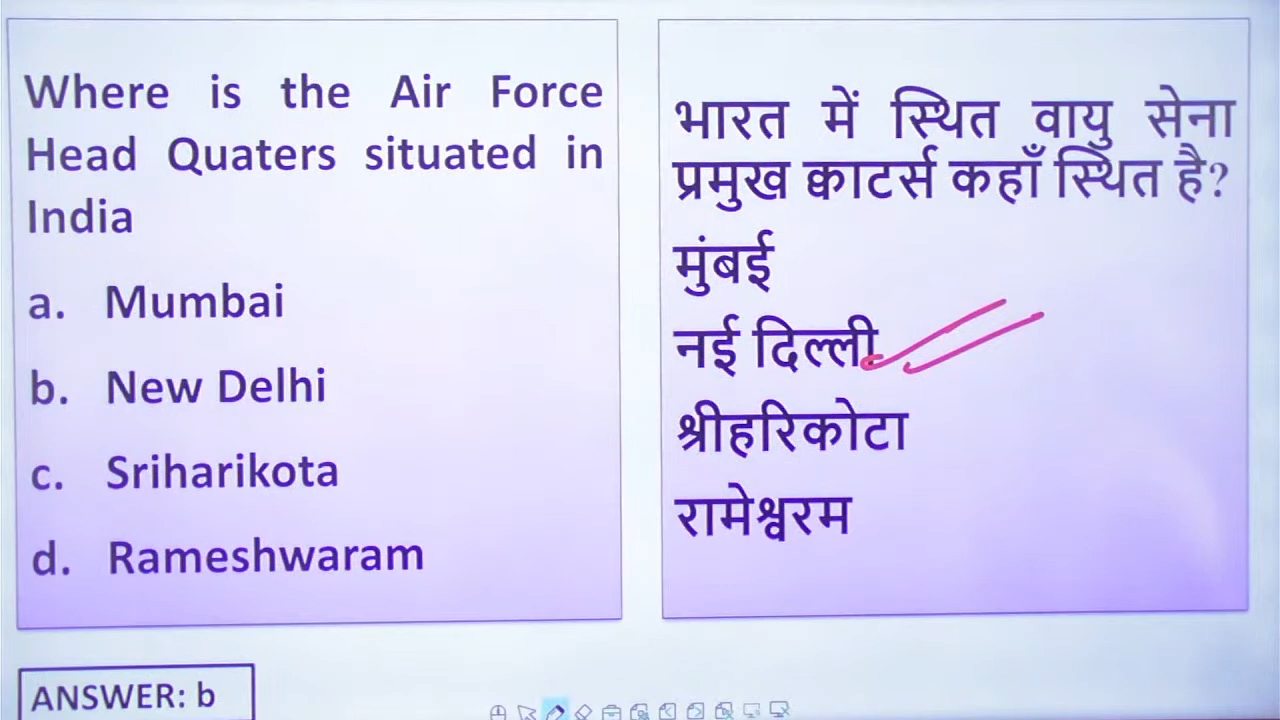 Where is the Air Force
Head Quaters situated in
India
a. Mumbai
b. New Delhi
c. Sriharikota
d. Rameshwaram
भारत में स्थित वायु सेना
प्रमुख क्वाटर्स कहाँ स्थित है?
मुंबई
नई दिल्ली
श्रीहरिकोटा
रामेश्वरम
ANSWER: b